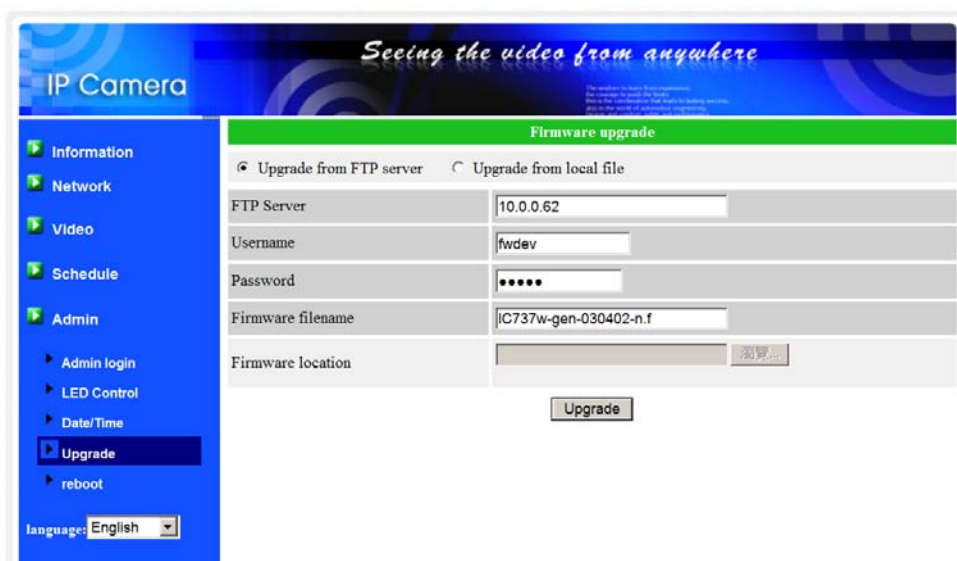 Seeing the video from anywhere
IP Camera
Information
Network
Video
Schedule
Admin
Admin login
LED Control
Date/Time
Upgrade
reboot
language: English
Firmware upgrade
Upgrade from FTP server Upgrade from local file
FTP Server 10.0.0.62
Username fwdev
Password •••••
Firmware filename IC737w-gen-030402-n.f
Firmware location 瀏覽...
Upgrade